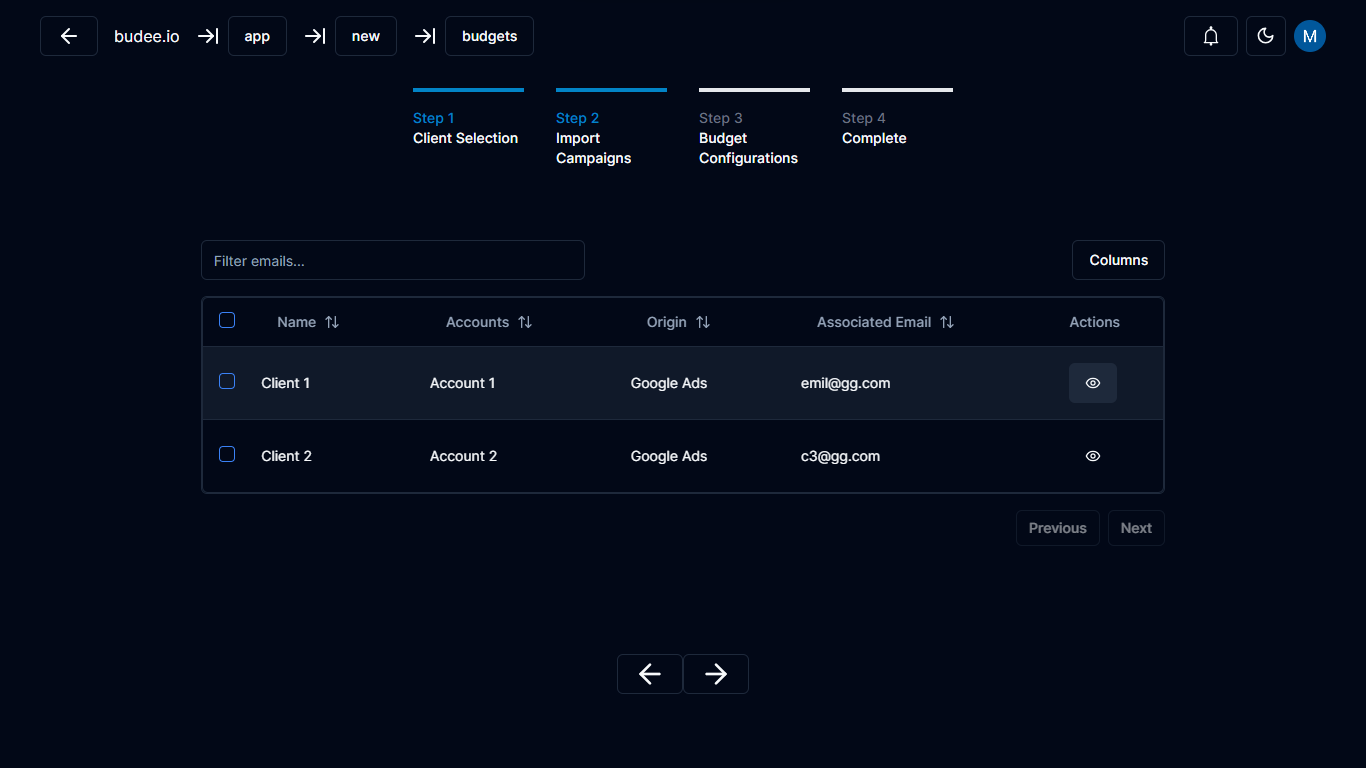 budee.io app new budgets M
Step 1 Step 2 Step 3 Step 4
Client Selection Import Budget Complete
Campaigns Configurations
Filter emails... Columns
Name Accounts Origin Associated Email Actions
Client 1 Account 1 Google Ads emil@gg.com
Client 2 Account 2 Google Ads c3@gg.com
Previous Next